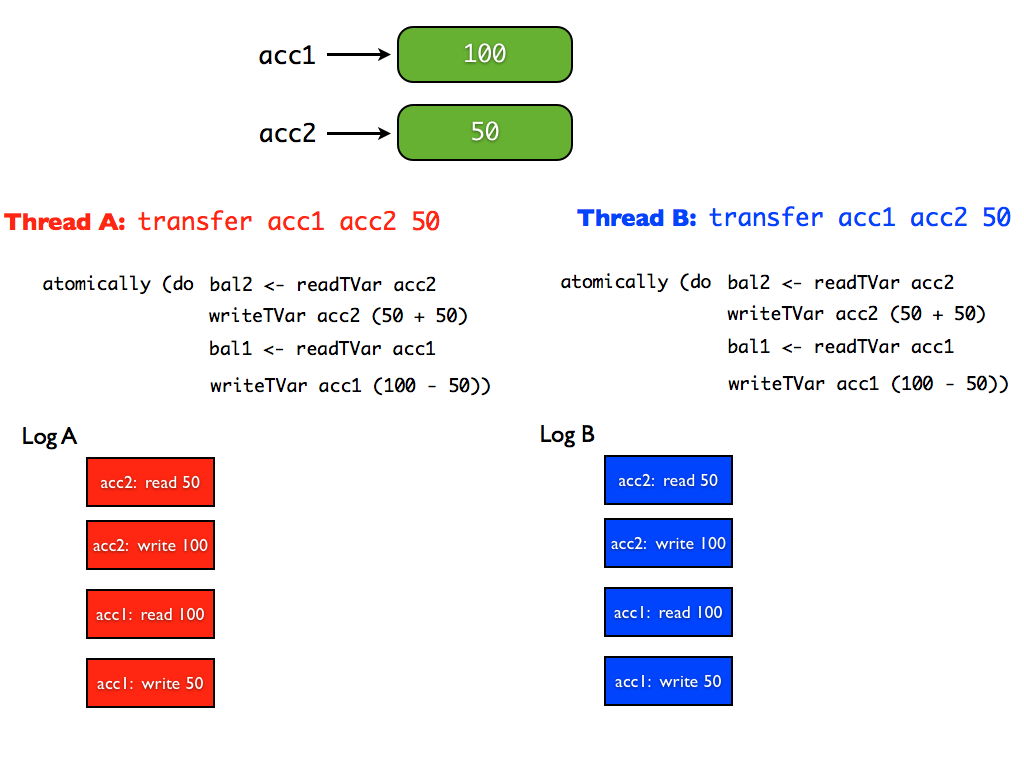 acc1
100
acc2
50
Thread A: transfer acc1 acc2 50
atomically (do bal2 <- readTVar acc2
writeTVar acc2 (50 + 50)
bal1 <- readTVar acc1
writeTVar acc1 (100 - 50))
Log A
acc2: read 50
acc2: write 100
acc1: read 100
acc1: write 50
Thread B: transfer acc1 acc2 50
atomically (do bal2 <- readTVar acc2
writeTVar acc2 (50 + 50)
bal1 <- readTVar acc1
writeTVar acc1 (100 - 50))
Log B
acc2: read 50
acc2: write 100
acc1: read 100
acc1: write 50